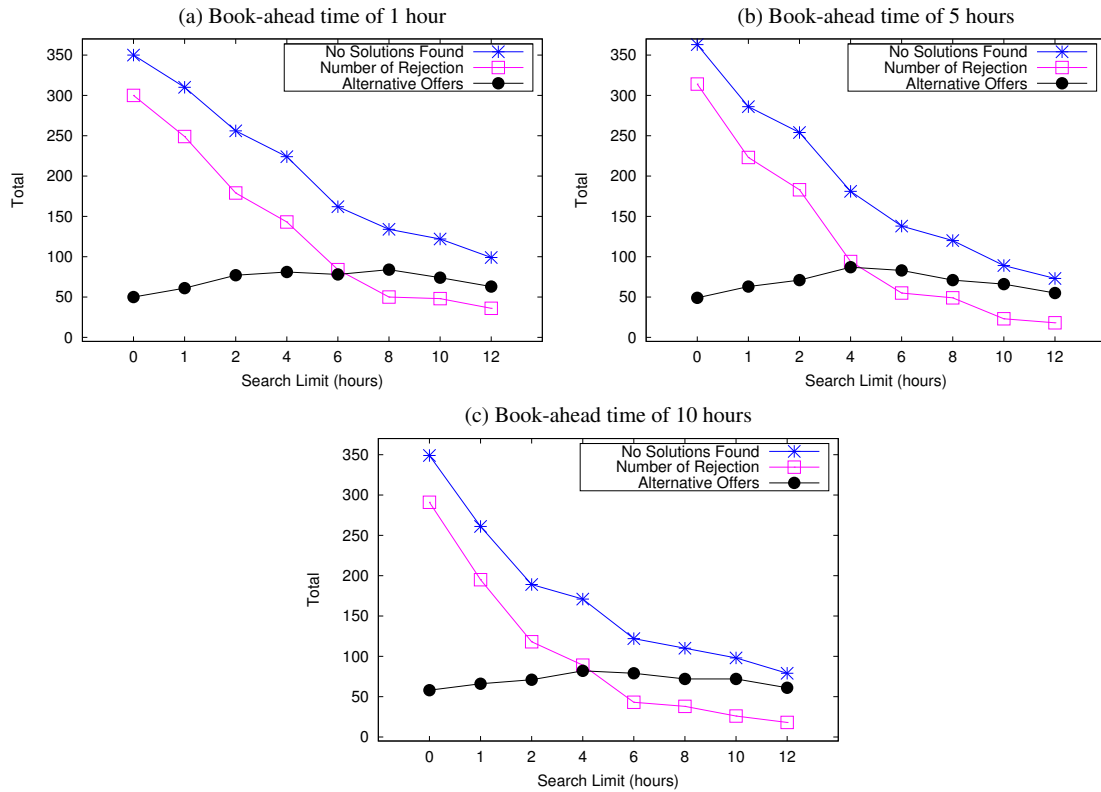 (a) Book-ahead time of 1 hour
No Solutions Found
Number of Rejection
Alternative Offers
350
300
250
200
150
100
50
0
Total
0 1 2 4 6 8 10 12
Search Limit (hours)
(b) Book-ahead time of 5 hours
No Solutions Found
Number of Rejection
Alternative Offers
350
300
250
200
150
100
50
0
Total
0 1 2 4 6 8 10 12
Search Limit (hours)
(c) Book-ahead time of 10 hours
No Solutions Found
Number of Rejection
Alternative Offers
350
300
250
200
150
100
50
0
Total
0 1 2 4 6 8 10 12
Search Limit (hours)